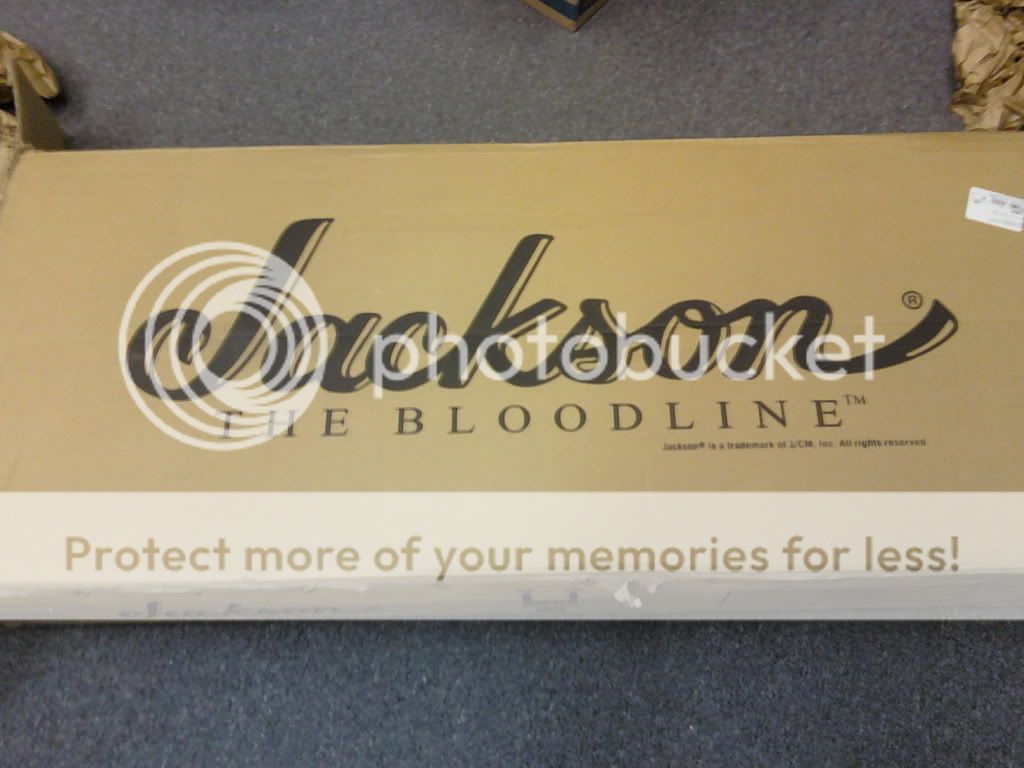 Jackson®
photobucket
THE BLOODLINE™
Jackson® is a trademark of J/CM, Inc. All rights reserved.
Protect more of your memories for less!